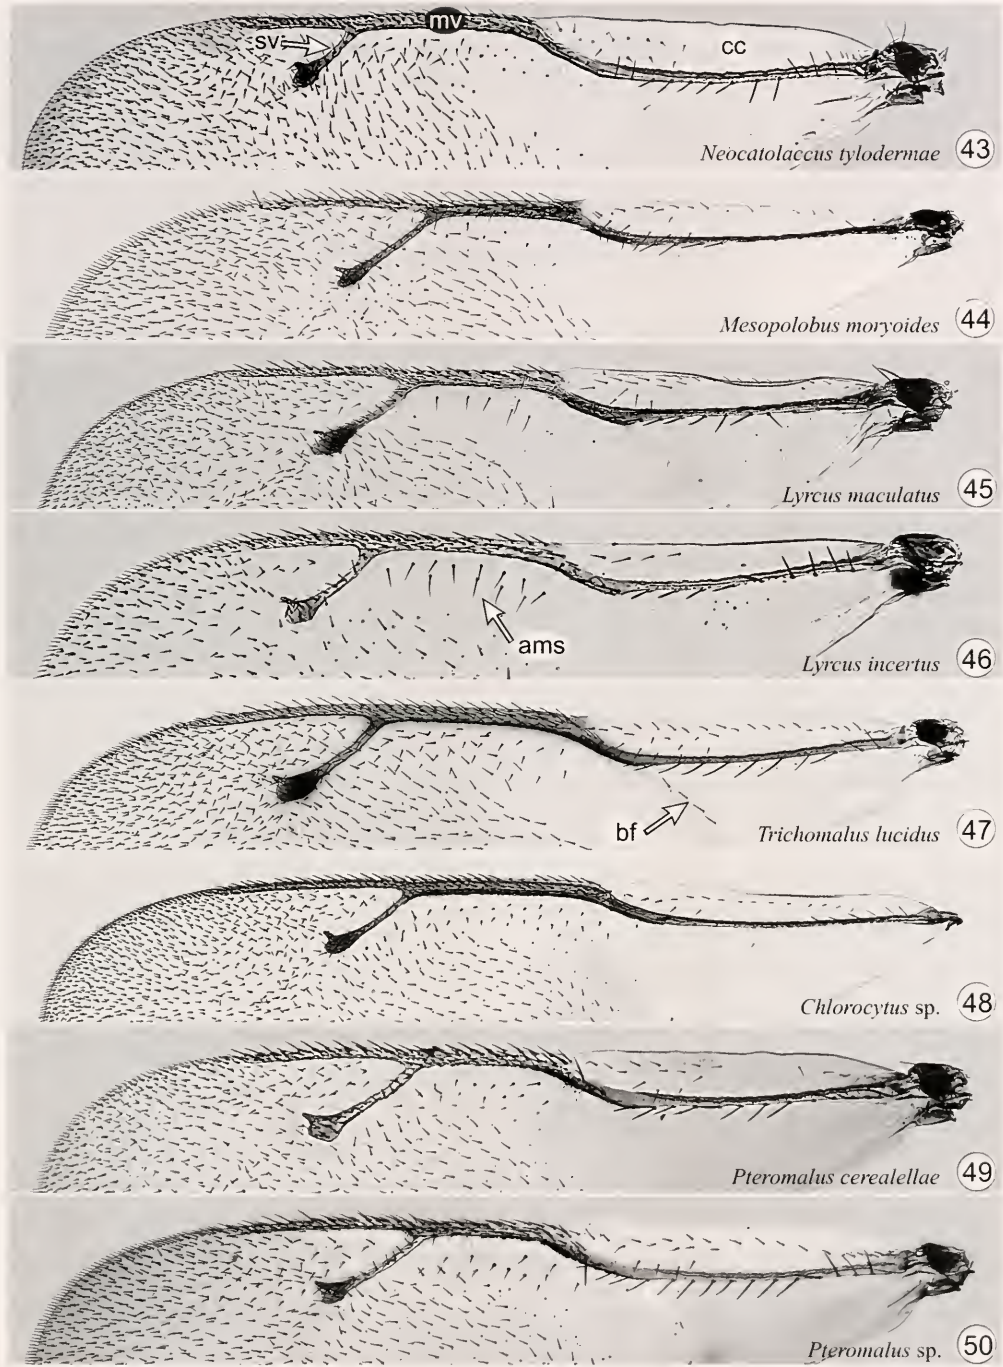 mv
sv
cc
Neocatolaccus tylodermae 43
Mesopolobus moryoides 44
Lyrcus maculatus 45
ams
Lyrcus incertus 46
bf
Trichomalus lucidus 47
Chlorocytus sp. 48
Pteromalus cerealellae 49
Pteromalus sp. 50